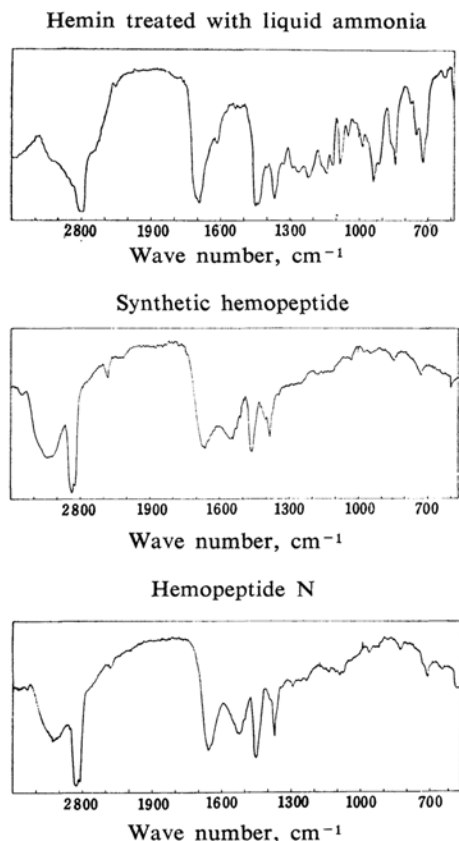 Hemin treated with liquid ammonia
2800 1900 1600 1200 1000 700
Wave number, cm⁻¹
Synthetic hemopeptide
2800 1900 1600 1300 1000 700
Wave number, cm⁻¹
Hemopeptide N
2800 1900 1600 1300 1000 700
Wave number, cm⁻¹